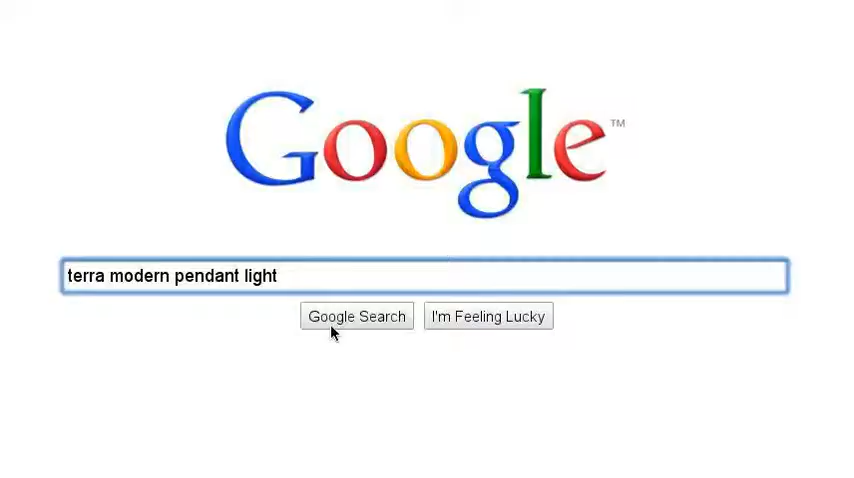 Google™
terra modern pendant light
Google Search
I'm Feeling Lucky